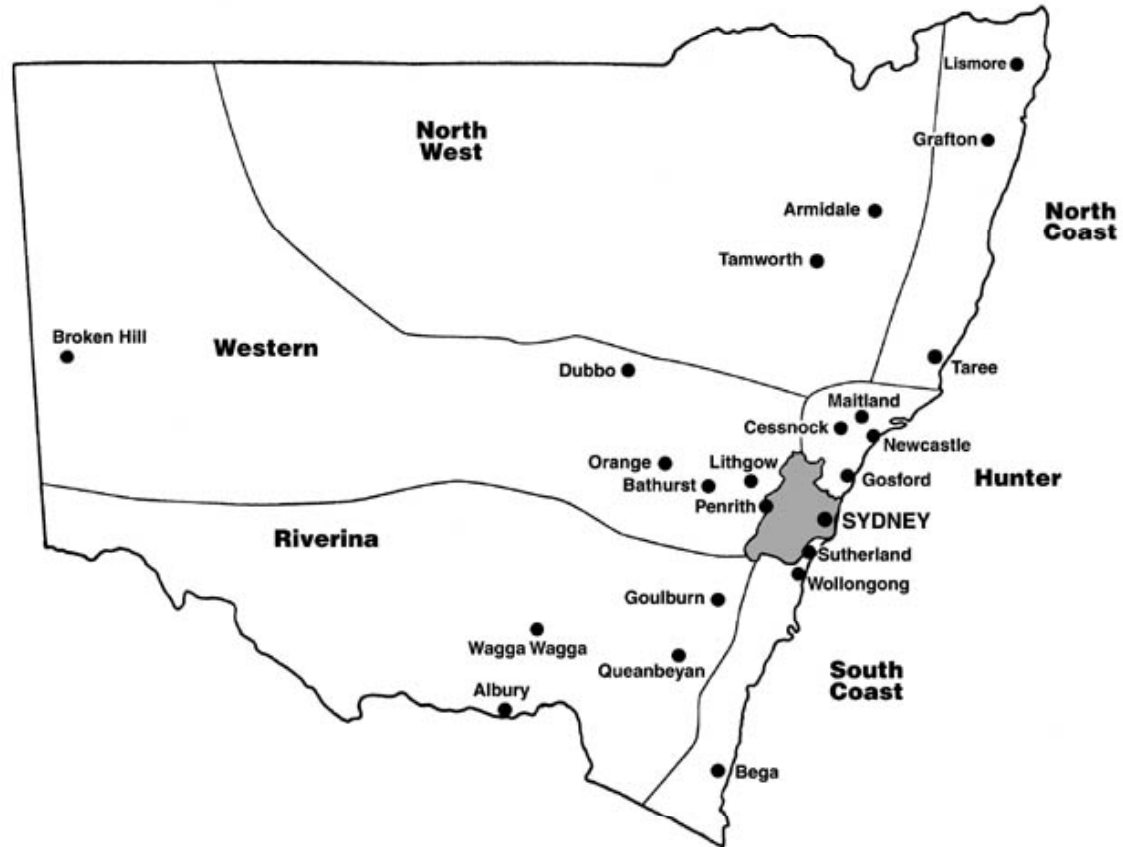 Lismore
North
West
Grafton
Armidale
North
Coast
Tamworth
Broken Hill
Western
Dubbo
Taree
Maitland
Cessnock
Newcastle
Orange
Lithgow
Gosford
Hunter
Bathurst
Penrith
SYDNEY
Riverina
Sutherland
Wollongong
Goulburn
Wagga Wagga
Queanbeyan
South
Coast
Albury
Bega